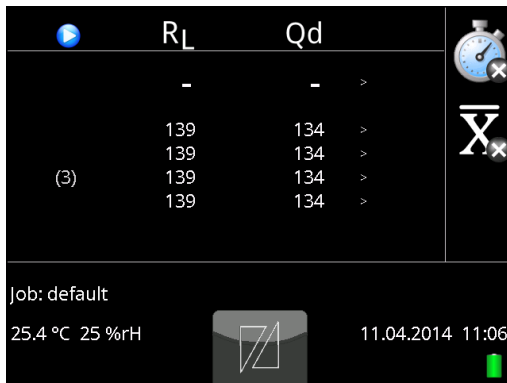 RL Qd
- - >
139 134 >
139 134 >
(3) 139 134 >
139 134 >
X
Job: default
25.4 °C 25 %rH 11.04.2014 11:06